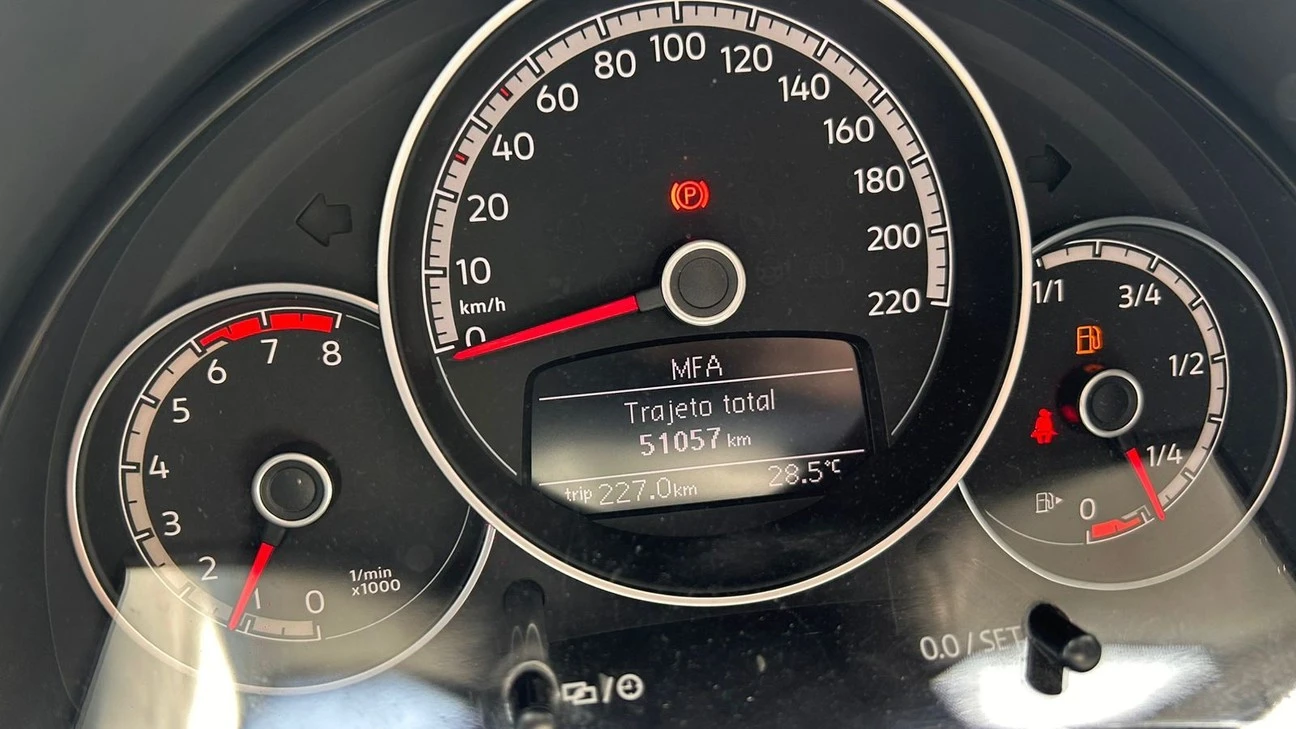 0
10
20
40
60
80
100
120
140
160
180
200
220
km/h
P
MFA
Trajeto total
51057 km
trip 227.0km
28.5°C
0
1
2
3
4
5
6
7
8
1/min
x1000
1/1
3/4
1/2
1/4
0
0.0 / SET